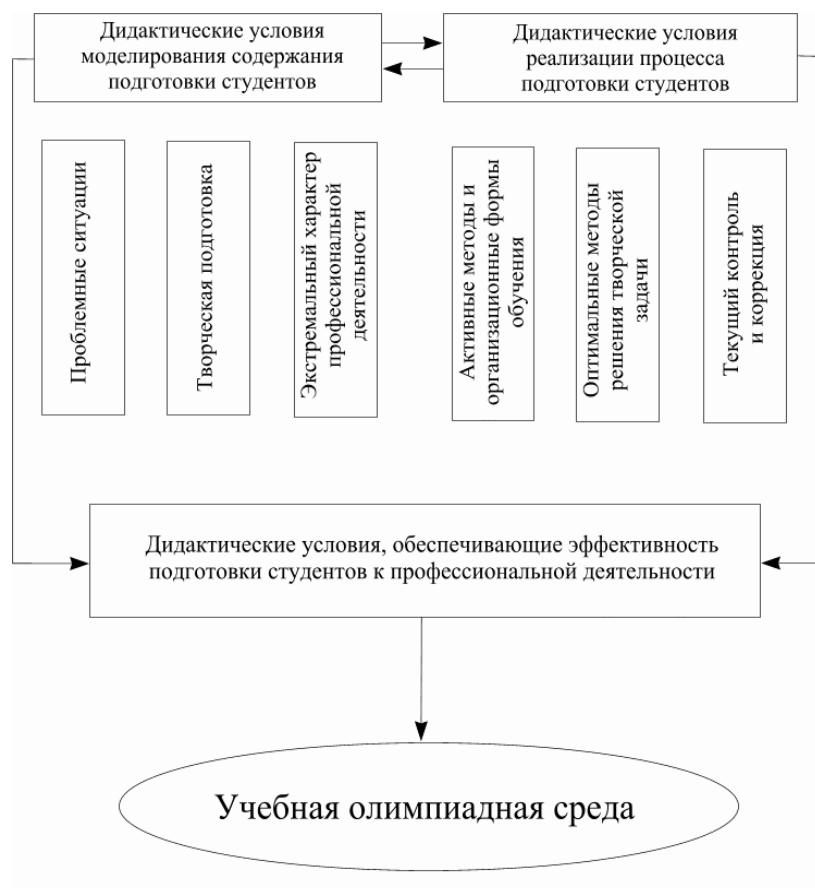 Дидактические условия
моделирования содержания
подготовки студентов
Дидактические условия
реализации процесса
подготовки студентов
Проблемные ситуации
Творческая подготовка
Экстремальный характер
профессиональной
деятельности
Активные методы и
организационные формы
обучения
Оптимальные методы
решения творческой
задачи
Текущий контроль
и коррекция
Дидактические условия, обеспечивающие эффективность
подготовки студентов к профессиональной деятельности
Учебная олимпиадная среда